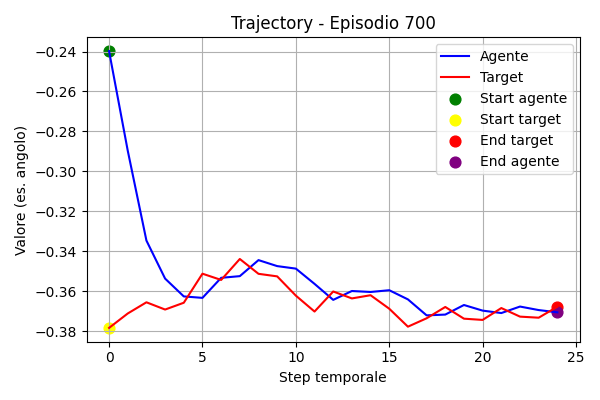 Trajectory - Episodio 700
Valore (es. angolo)
−0.24
−0.26
−0.28
−0.30
−0.32
−0.34
−0.36
−0.38
Agente
Target
Start agente
Start target
End target
End agente
0 5 10 15 20 25
Step temporale